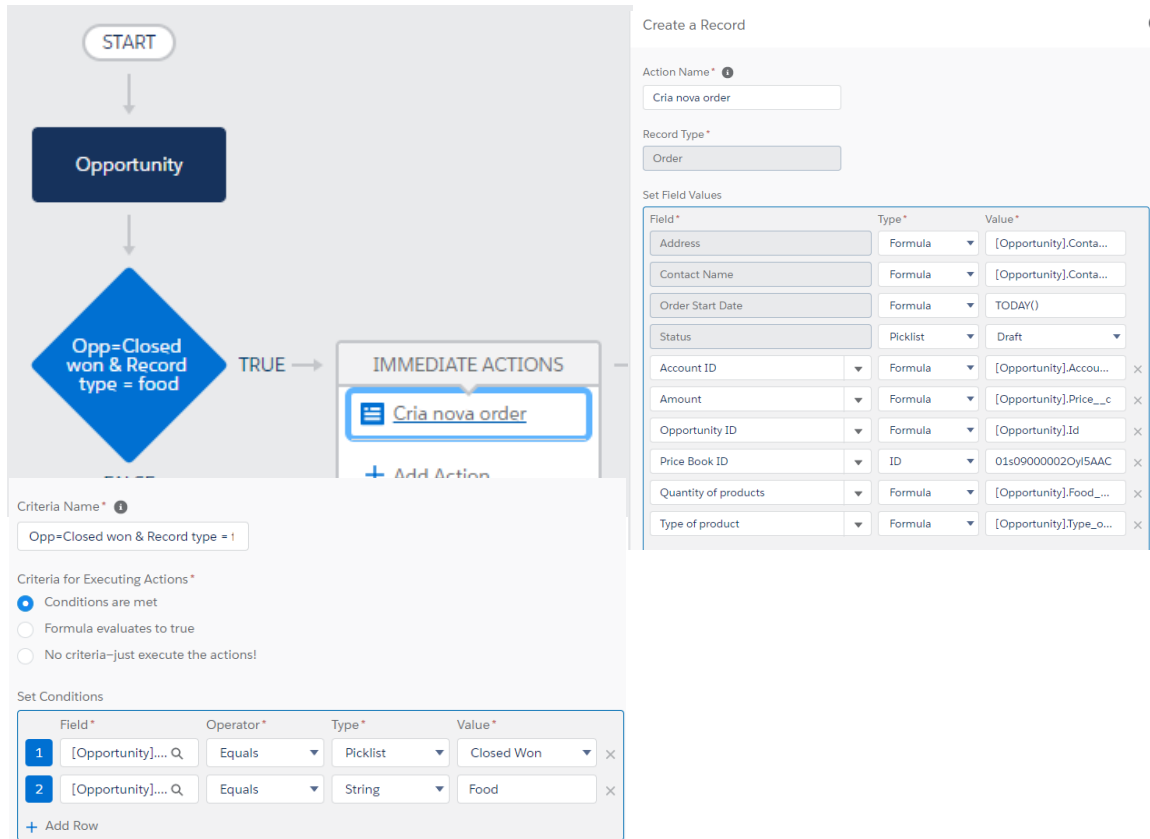 START
Opportunity
Opp=Closed
won & Record
type = food
TRUE
IMMEDIATE ACTIONS
Cria nova order
+ Add Action
Criteria Name*
Opp=Closed won & Record type =
Criteria for Executing Actions*
Conditions are met
Formula evaluates to true
No criteria—just execute the actions!
Set Conditions
Field* Operator* Type* Value*
1 [Opportunity].... Equals Picklist Closed Won
2 [Opportunity].... Equals String Food
+ Add Row
Create a Record
Action Name*
Cria nova order
Record Type*
Order
Set Field Values
Field* Type* Value*
Address Formula [Opportunity].Conta...
Contact Name Formula [Opportunity].Conta...
Order Start Date Formula TODAY()
Status Picklist Draft
Account ID Formula [Opportunity].Accou...
Amount Formula [Opportunity].Price__c
Opportunity ID Formula [Opportunity].Id
Price Book ID ID 01s09000002Oyl5AAC
Quantity of products Formula [Opportunity].Food_...
Type of product Formula [Opportunity].Type_o...